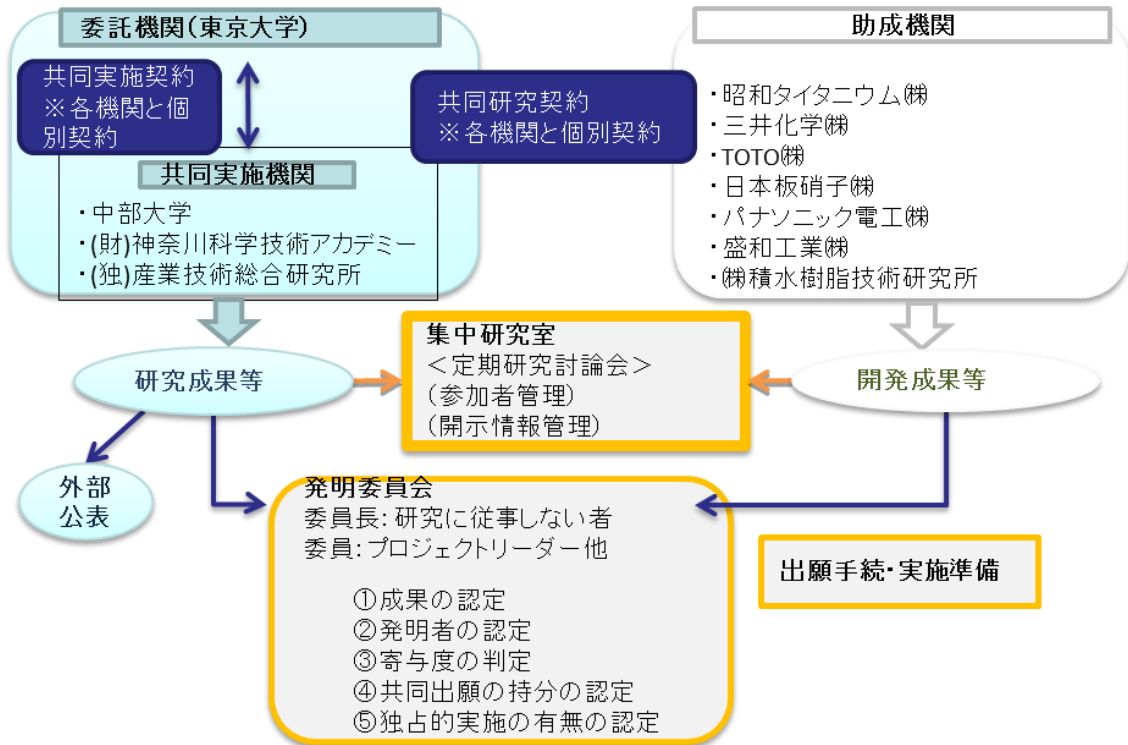 委託機関(東京大学)
共同実施契約
※各機関と個
別契約
共同実施機関
・中部大学
・(財)神奈川科学技術アカデミー
・(独)産業技術総合研究所
共同研究契約
※各機関と個別契約
助成機関
・昭和タイタニウム㈱
・三井化学㈱
・TOTO㈱
・日本板硝子㈱
・パナソニック電工㈱
・盛和工業㈱
・㈱積水樹脂技術研究所
研究成果等
集中研究室
＜定期研究討論会＞
(参加者管理)
(開示情報管理)
開発成果等
外部
公表
発明委員会
委員長:研究に従事しない者
委員:プロジェクトリーダー他
①成果の認定
②発明者の認定
③寄与度の判定
④共同出願の持分の認定
⑤独占的実施の有無の認定
出願手続・実施準備